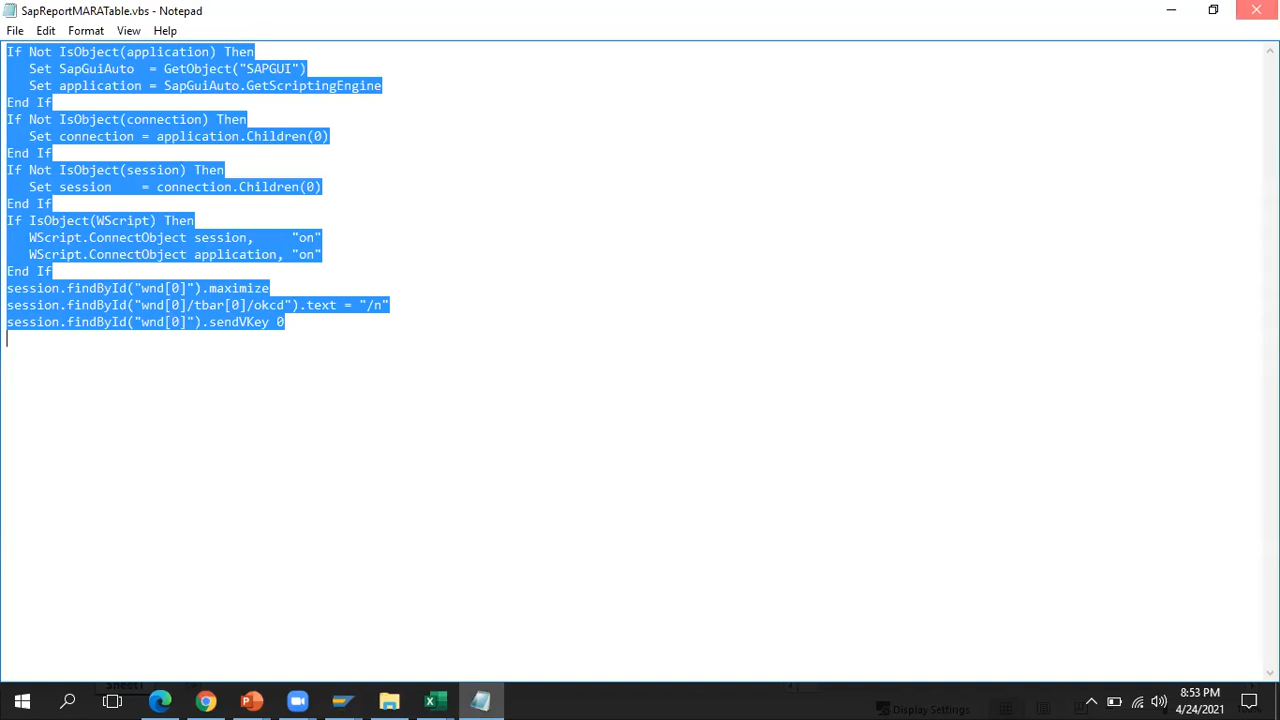 SapReportMARATable.vbs - Notepad
File Edit Format View Help
If Not IsObject(application) Then
   Set SapGuiAuto  = GetObject("SAPGUI")
   Set application = SapGuiAuto.GetScriptingEngine
End If
If Not IsObject(connection) Then
   Set connection = application.Children(0)
End If
If Not IsObject(session) Then
   Set session    = connection.Children(0)
End If
If IsObject(WScript) Then
   WScript.ConnectObject session,     "on"
   WScript.ConnectObject application, "on"
End If
session.findById("wnd[0]").maximize
session.findById("wnd[0]/tbar[0]/okcd").text = "/n"
session.findById("wnd[0]").sendVKey 0
Sheet1
Display Settings
8:53 PM
4/24/2021